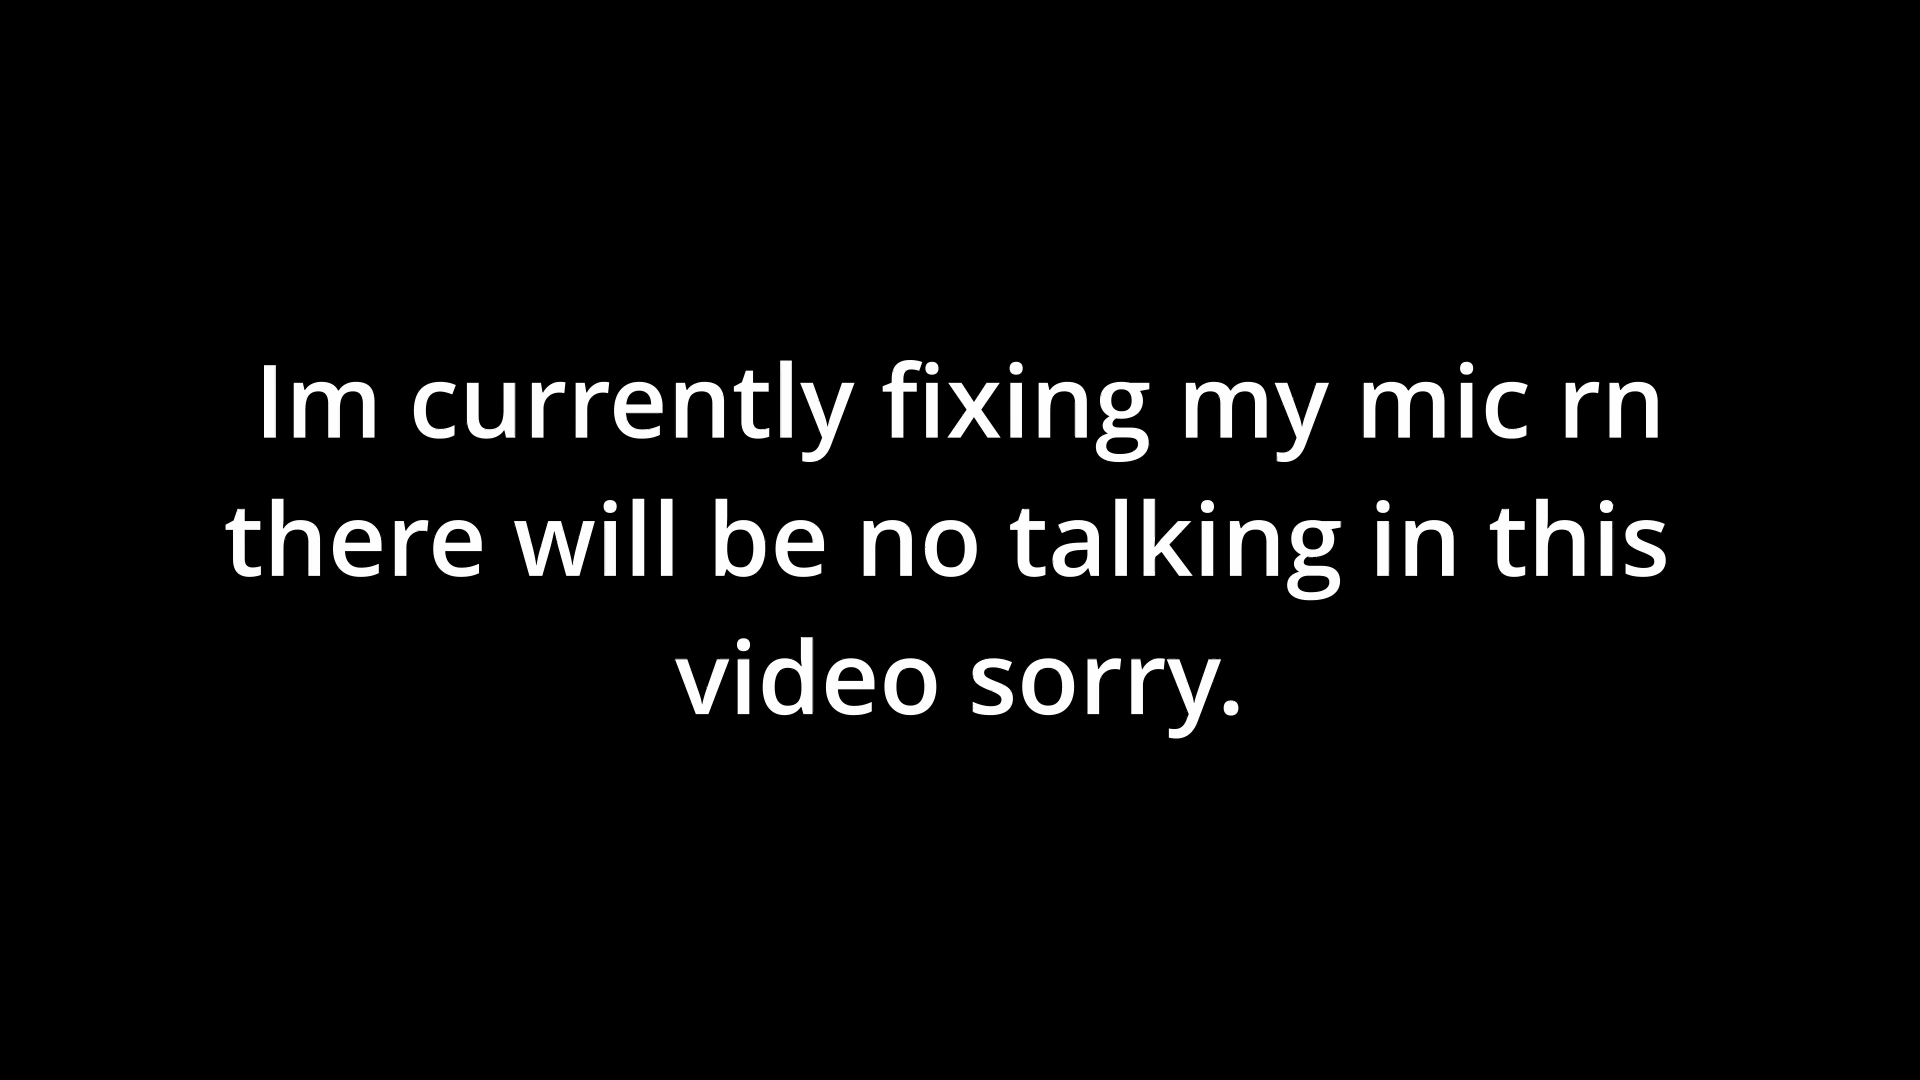 Im currently fixing my mic rn
there will be no talking in this
video sorry.